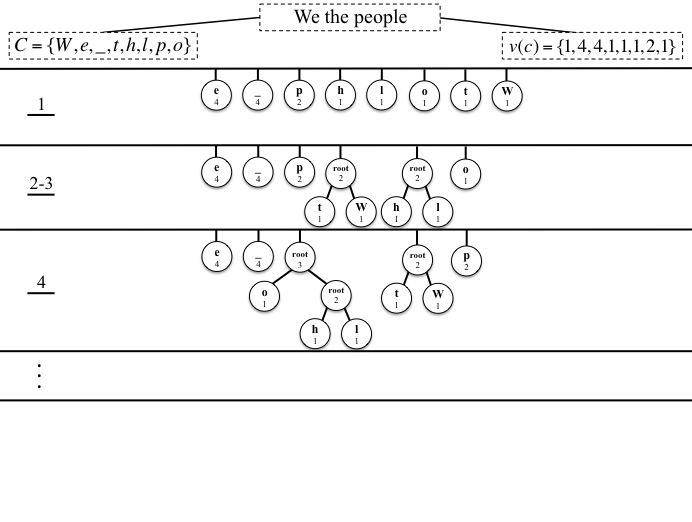 We the people
C = {W,e,_,t,h,l,p,o}
v(c) = {1,4,4,1,1,1,2,1}
1
e _ p h l o t W
4 4 2 1 1 1 1 1
2-3
e _ p root root o
4 4 2 2 2 1
t W h l
1 1 1 1
4
e _ root root p
4 4 3 2 2
o root t W
1 2 1 1
h l
1 1
⋮